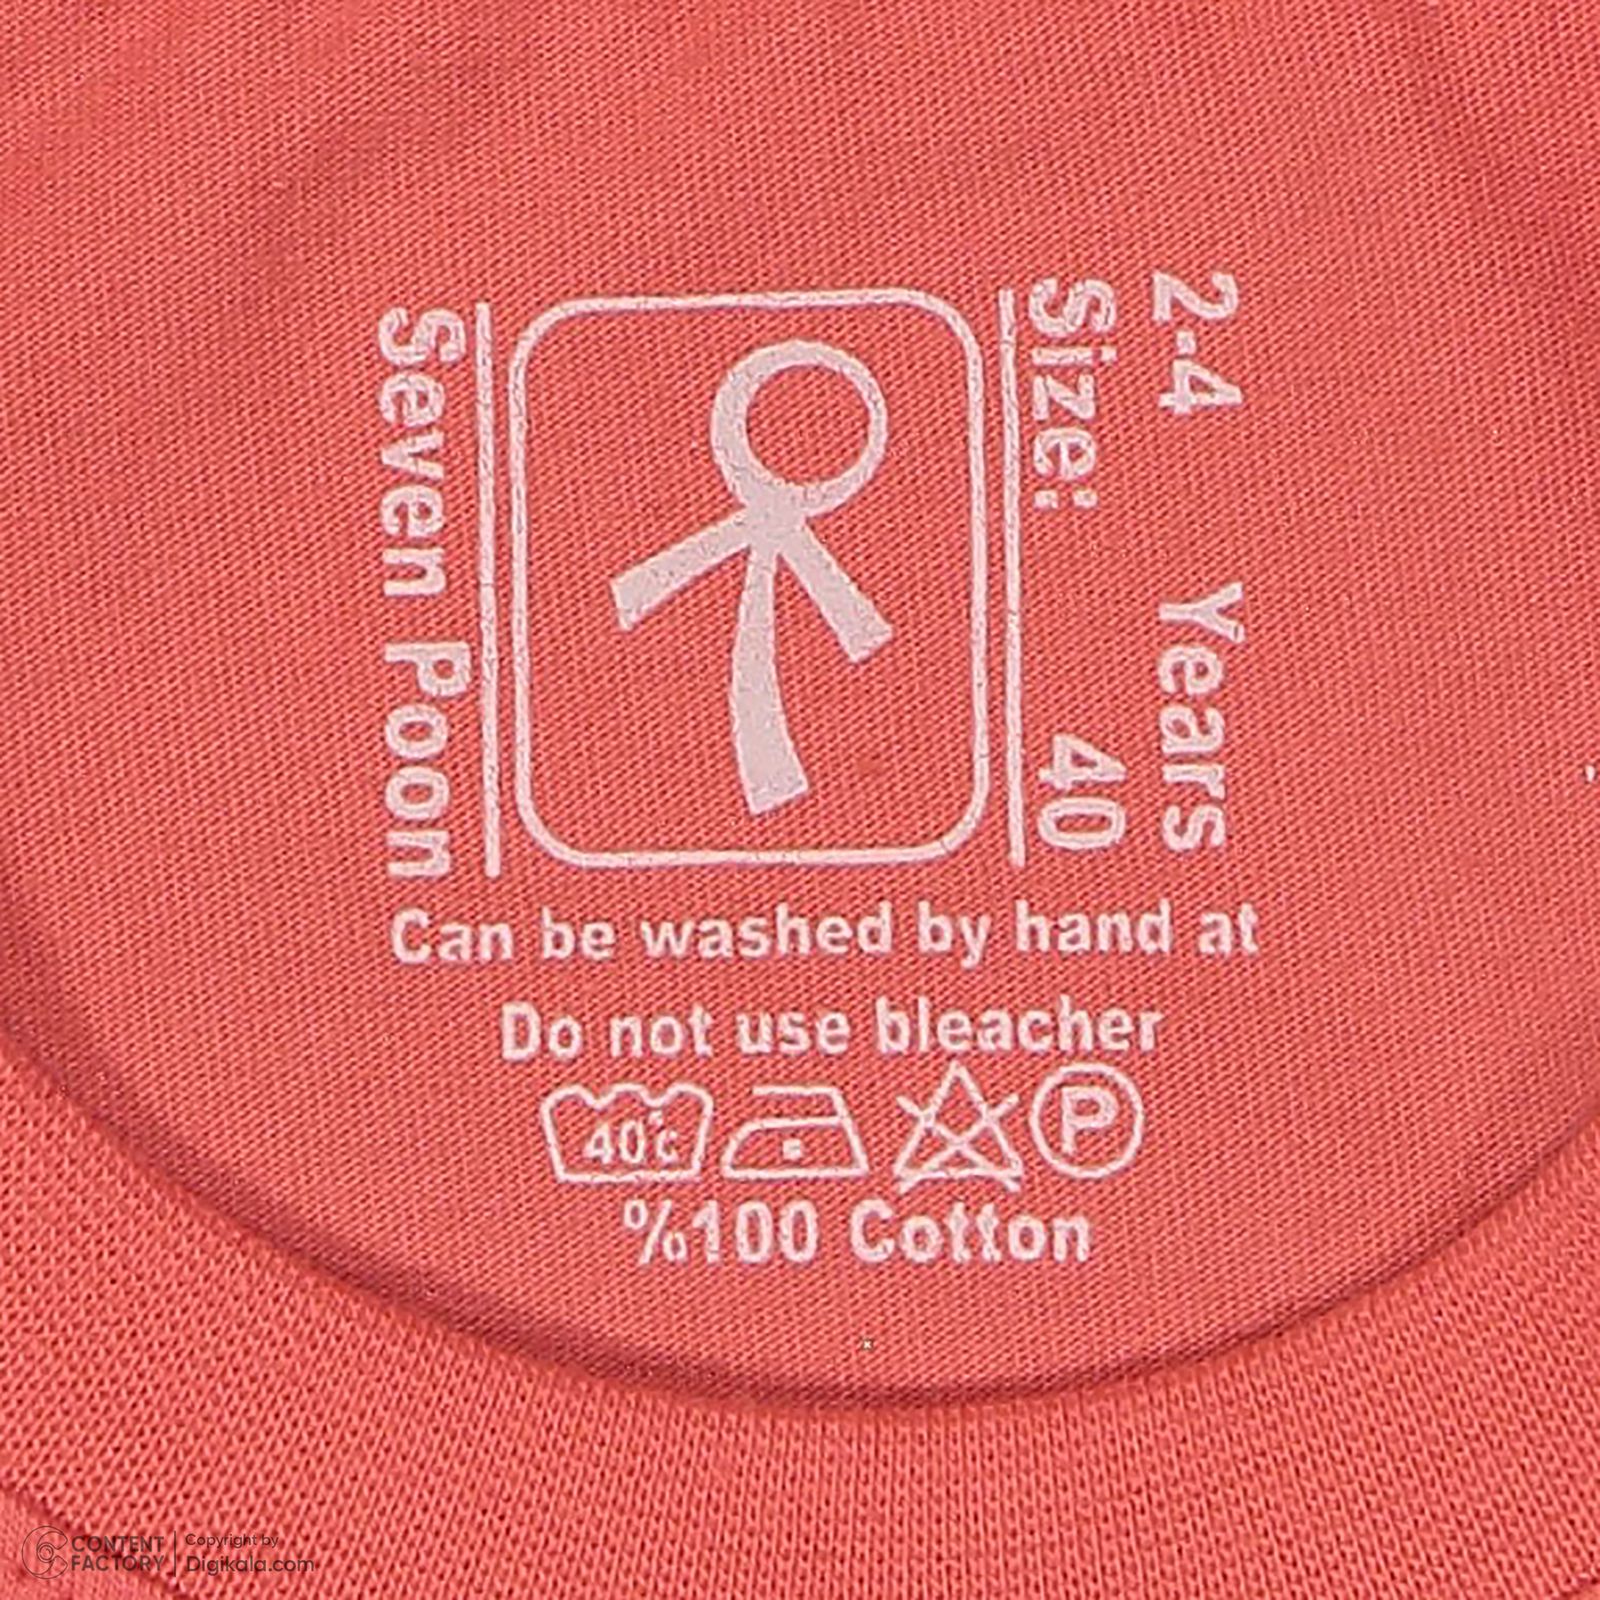 2-4 Years
Size: 40
Seven Poon
Can be washed by hand at
Do not use bleacher
40°c
P
%100 Cotton
CONTENT FACTORY
Copyright by
Digikala.com